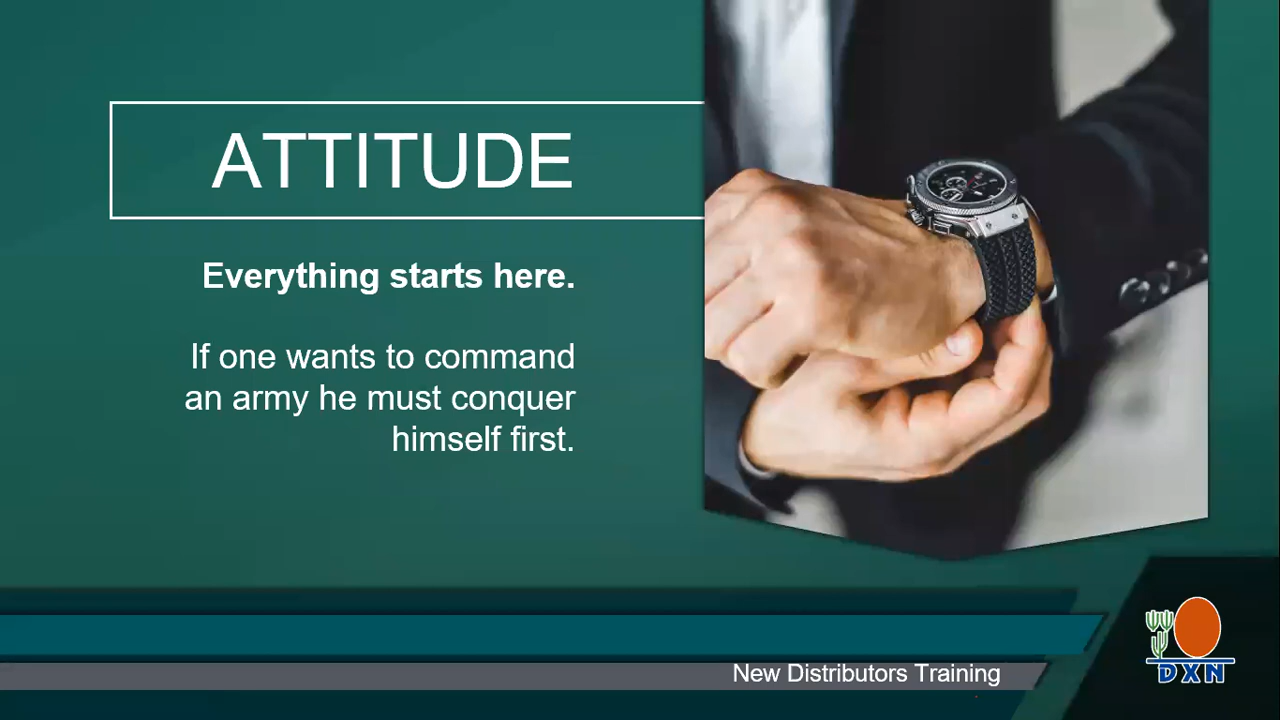 ATTITUDE
Everything starts here.
If one wants to command
an army he must conquer
himself first.
New Distributors Training
DXN